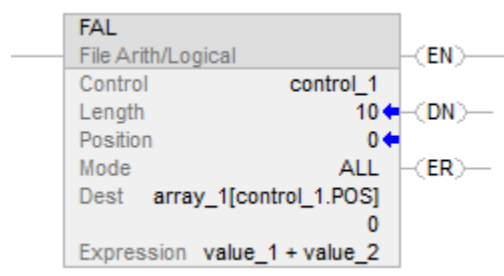 FAL
File Arith/Logical
EN
Control control_1
Length 10
DN
Position 0
Mode ALL
ER
Dest array_1[control_1.POS]
0
Expression value_1 + value_2